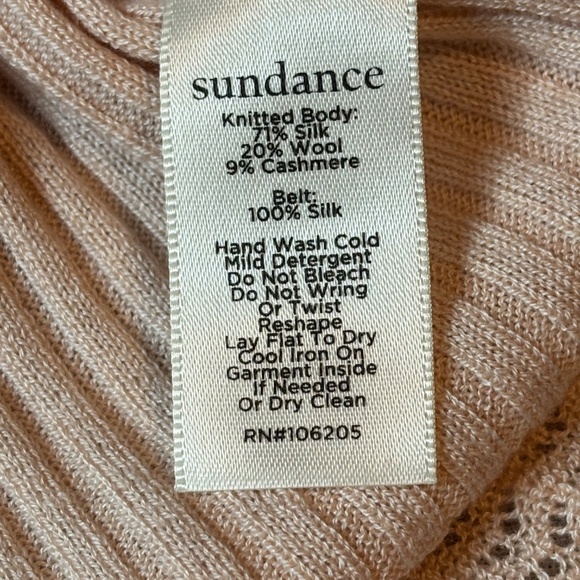 sundance
Knitted Body:
71% Silk
20% Wool
9% Cashmere
Belt:
100% Silk
Hand Wash Cold
Mild Detergent
Do Not Bleach
Do Not Wring
Or Twist
Reshape
Lay Flat To Dry
Cool Iron On
Garment Inside
If Needed
Or Dry Clean
RN#106205